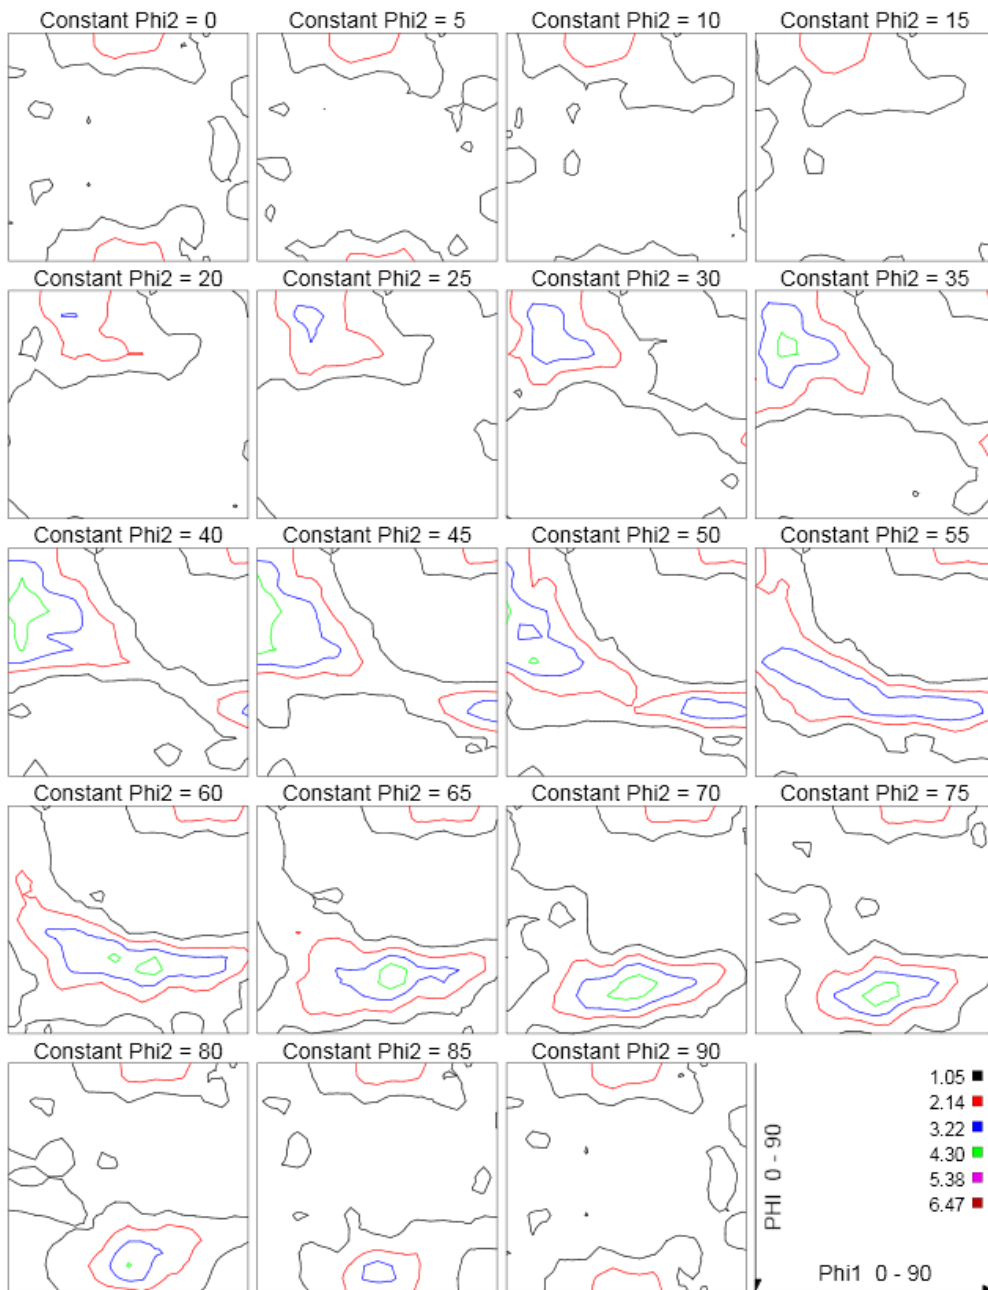 Constant Phi2 = 0
Constant Phi2 = 5
Constant Phi2 = 10
Constant Phi2 = 15
Constant Phi2 = 20
Constant Phi2 = 25
Constant Phi2 = 30
Constant Phi2 = 35
Constant Phi2 = 40
Constant Phi2 = 45
Constant Phi2 = 50
Constant Phi2 = 55
Constant Phi2 = 60
Constant Phi2 = 65
Constant Phi2 = 70
Constant Phi2 = 75
Constant Phi2 = 80
Constant Phi2 = 85
Constant Phi2 = 90
1.05
2.14
3.22
4.30
5.38
6.47
PHI 0 - 90
Phi1 0 - 90